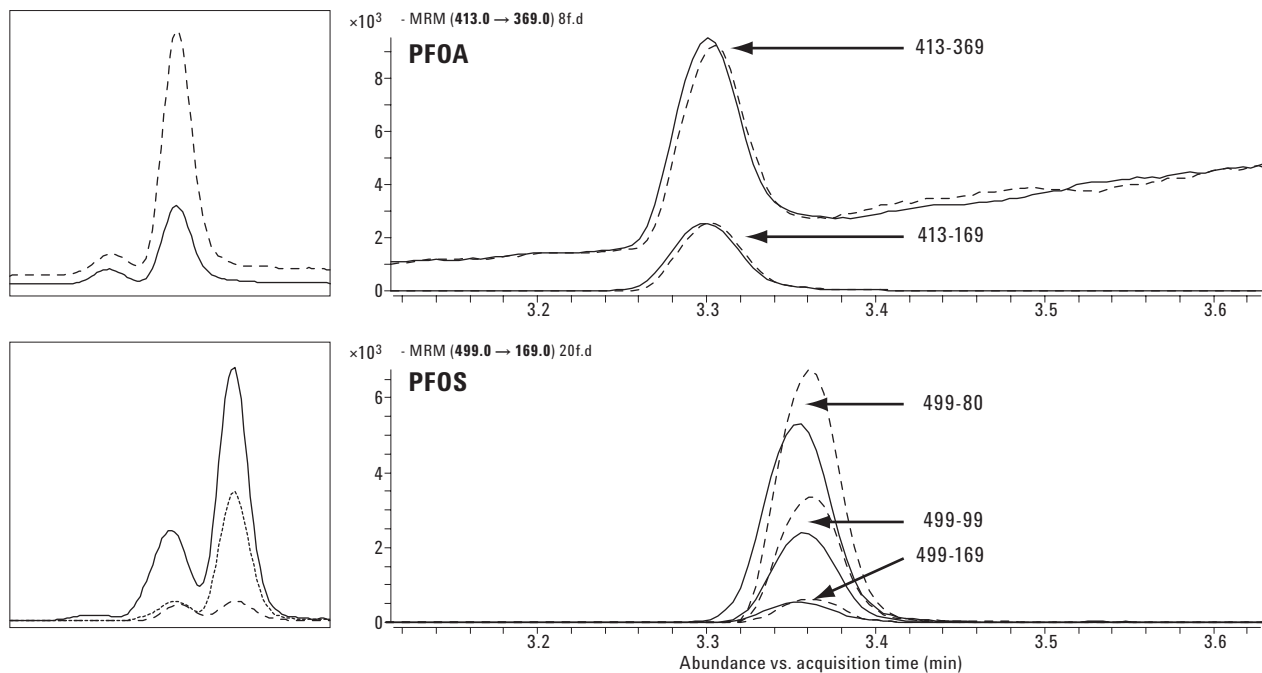 ×10³ - MRM (413.0 → 369.0) 8f.d
PFOA
8
6
4
2
0
413-369
413-169
3.2 3.3 3.4 3.5 3.6
×10³ - MRM (499.0 → 169.0) 20f.d
PFOS
6
4
2
0
499-80
499-99
499-169
3.2 3.3 3.4 3.5 3.6
Abundance vs. acquisition time (min)